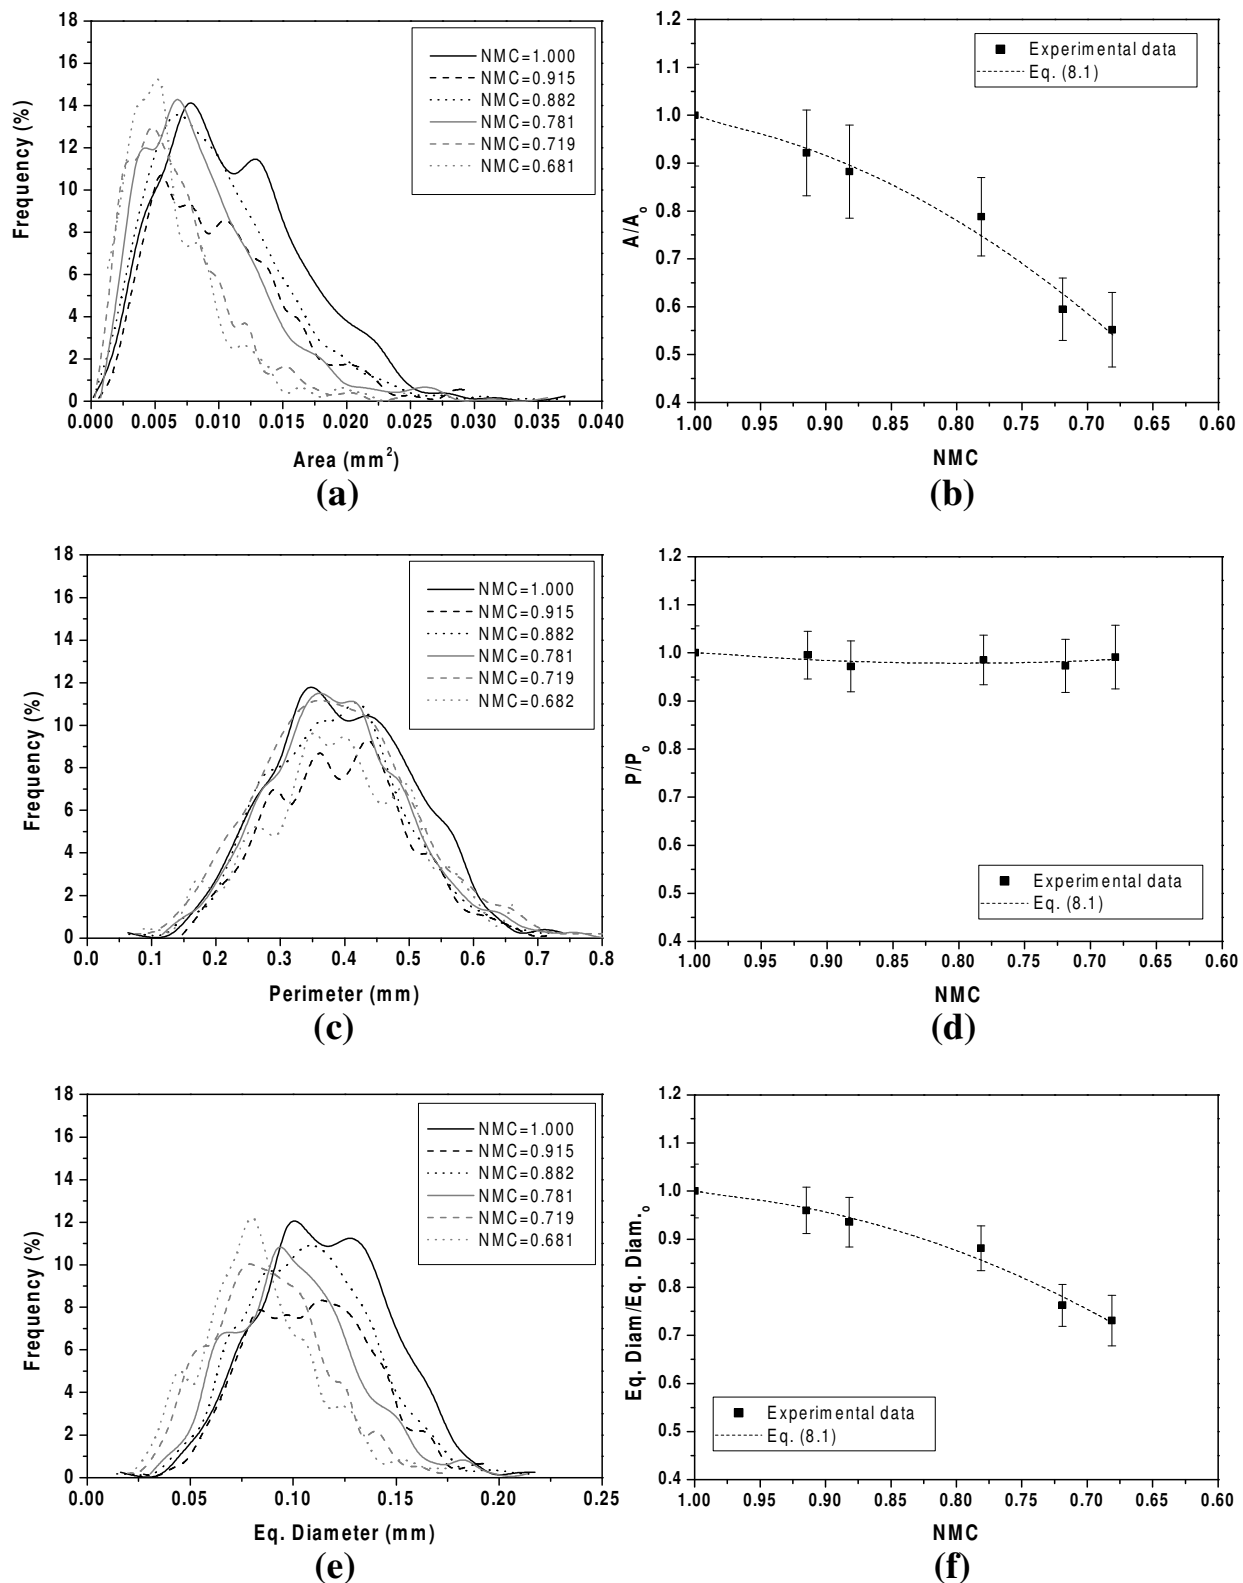 18
16
14
12
10
8
6
4
2
0
Frequency (%)
NMC=1.000
NMC=0.915
NMC=0.882
NMC=0.781
NMC=0.719
NMC=0.681
0.000 0.005 0.010 0.015 0.020 0.025 0.030 0.035 0.040
Area (mm²)
(a)
1.2
1.1
1.0
0.9
0.8
0.7
0.6
0.5
0.4
A/A₀
Experimental data
Eq. (8.1)
1.00 0.95 0.90 0.85 0.80 0.75 0.70 0.65 0.60
NMC
(b)
18
16
14
12
10
8
6
4
2
0
Frequency (%)
NMC=1.000
NMC=0.915
NMC=0.882
NMC=0.781
NMC=0.719
NMC=0.682
0.0 0.1 0.2 0.3 0.4 0.5 0.6 0.7 0.8
Perimeter (mm)
(c)
1.2
1.1
1.0
0.9
0.8
0.7
0.6
0.5
0.4
P/P₀
Experimental data
Eq. (8.1)
1.00 0.95 0.90 0.85 0.80 0.75 0.70 0.65 0.60
NMC
(d)
18
16
14
12
10
8
6
4
2
0
Frequency (%)
NMC=1.000
NMC=0.915
NMC=0.882
NMC=0.781
NMC=0.719
NMC=0.681
0.00 0.05 0.10 0.15 0.20 0.25
Eq. Diameter (mm)
(e)
1.2
1.1
1.0
0.9
0.8
0.7
0.6
0.5
0.4
Eq. Diam/Eq. Diam.₀
Experimental data
Eq. (8.1)
1.00 0.95 0.90 0.85 0.80 0.75 0.70 0.65 0.60
NMC
(f)